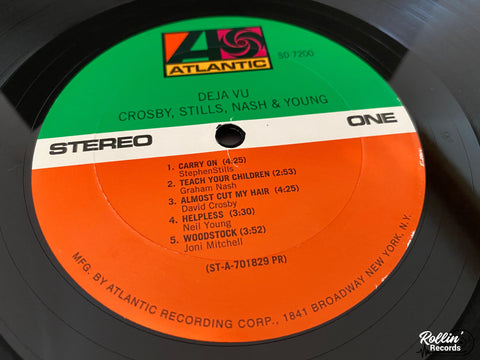 ATLANTIC
SD 7200
DEJA VU
CROSBY, STILLS, NASH & YOUNG
STEREO ONE
1. CARRY ON (4:25)
StephenStills
2. TEACH YOUR CHILDREN (2:53)
Graham Nash
3. ALMOST CUT MY HAIR (4:25)
David Crosby
4. HELPLESS (3:30)
Neil Young
5. WOODSTOCK (3:52)
Joni Mitchell
(ST-A-701829 PR)
MFG. BY ATLANTIC RECORDING CORP., 1841 BROADWAY NEW YORK, N.Y.
Rollin'
Records